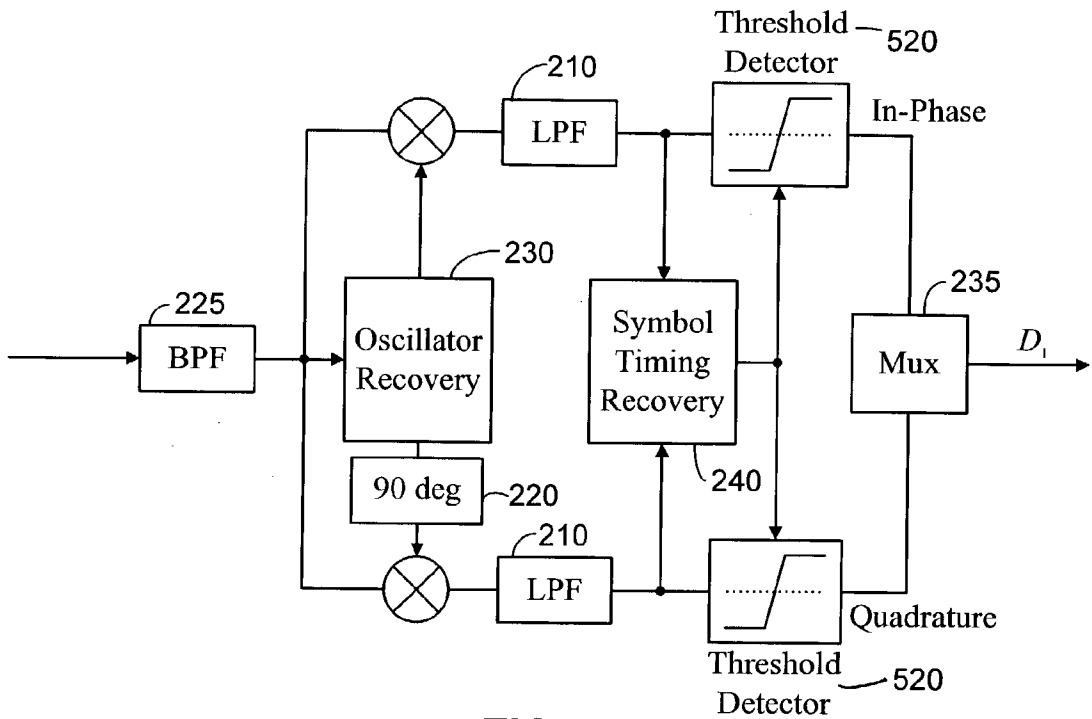 Threshold
Detector
520
210
LPF
In-Phase
230
Oscillator
Recovery
225
BPF
Symbol
Timing
Recovery
240
235
Mux
D₁
90 deg
220
210
LPF
Quadrature
Threshold
Detector
520